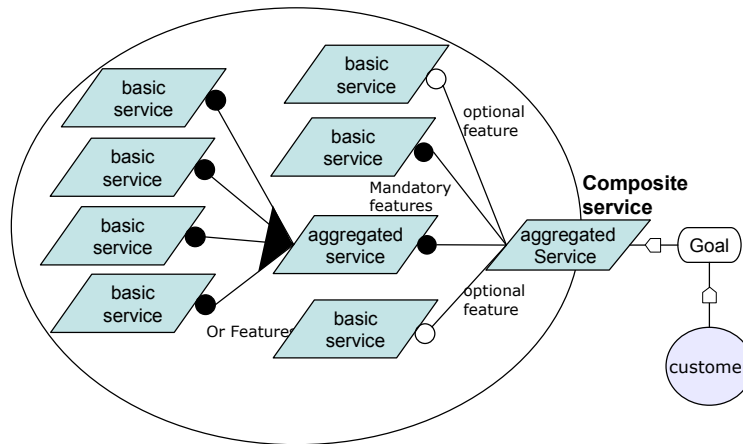 basic
service
basic
service
basic
service
basic
service
Or Features
basic
service
optional
feature
basic
service
Mandatory
features
aggregated
service
optional
feature
basic
service
Composite
service
aggregated
Service
Goal
custome